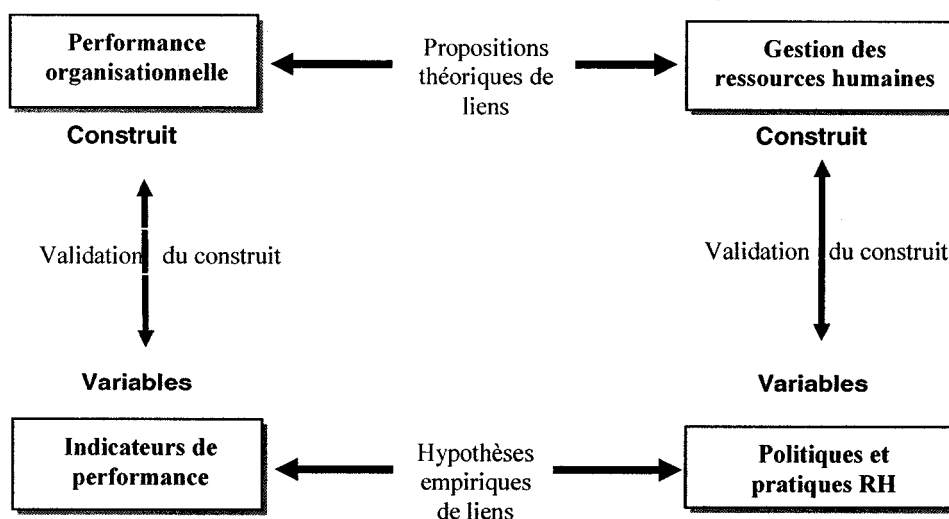 Performance
organisationnelle
Propositions
théoriques de
liens
Gestion des
ressources humaines
Construit
Construit
Validation du construit
Validation du construit
Variables
Variables
Indicateurs de
performance
Hypothèses
empiriques
de liens
Politiques et
pratiques RH